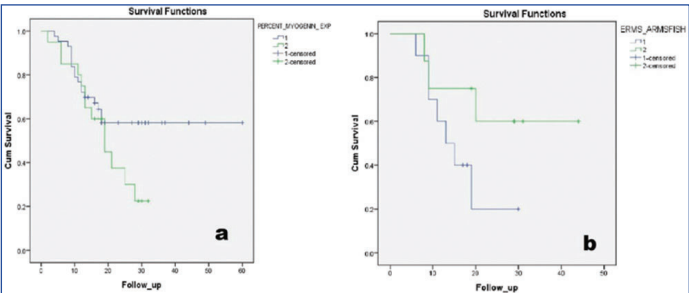 Survival Functions
PERCENT_MYOGENIN_EXP
1
2
1-censored
2-censored
Cum Survival
1.0
0.8
0.6
0.4
0.2
0.0
0 10 20 30 40 50 60
Follow_up
a
Survival Functions
ERMS_ARMSFISH
1
2
1-censored
2-censored
Cum Survival
1.0
0.8
0.6
0.4
0.2
0.0
0 10 20 30 40 50
Follow_up
b